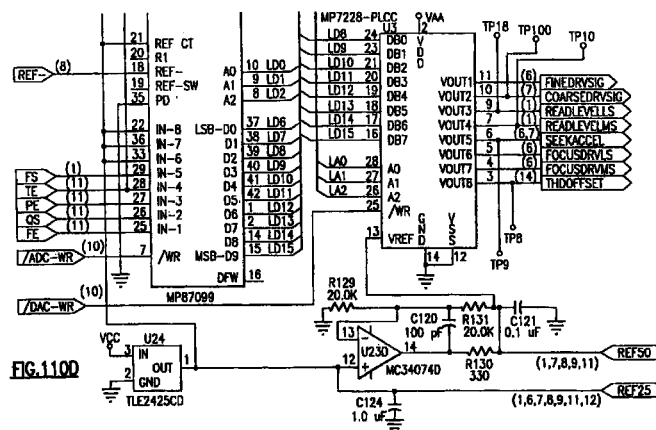 MP7228-PLCC
U3
VAA
2
TP18
TP100
TP10
21 REF CT
20 R1
REF- (8) 18 REF-
19 REF-SW
35 PD
A0 10 LD0
A1 9 LD1
A2 8 LD2
LD8 24 DB0
LD9 23 DB1
LD10 22 DB2
LD11 21 DB3
LD12 20 DB4
LD13 19 DB5
LD14 18 DB6
LD15 17 DB7
16
VDD
VOUT1 11 (6) FINEDRVSIG
VOUT2 10 (7) COARSEDRVSIG
VOUT3 9 (1) READLEVELLS
VOUT4 7 (1) READLEVELMS
VOUT5 6 (6,7) SEEKACCEL
VOUT6 5 (6) FOCUSDRVLS
VOUT7 4 (6) FOCUSDRVMS
VOUT8 3 (14) THDOFFSET
22 IN-8
36 IN-7
33 IN-6
FS (1) 29 IN-5
TE (11) 28 IN-4
PE (11) 27 IN-3
QS (11) 26 IN-2
FE (11) 25 IN-1
LSB-D0 37 LD6
D1 38 LD7
D2 39 LD8
D3 40 LD9
D4 41 LD10
D5 42 LD11
D6 1 LD12
D7 2 LD13
D8 14 LD14
MSB-D9 15 LD15
LA0 28 A0
LA1 27 A1
LA2 26 A2
25 /WR
13 VREF
GND
VSS
14 12
TP9
TP8
/ADC-WR (10) 7 /WR
DFW 16
MP87099
/DAC-WR (10)
R129
20.0K
C120
100 pF
R131
20.0K
C121
0.1 uF
VCC
U24
3 IN
OUT 1
2 GND
TLE2425CD
13
12
14
U230
MC34074D
R130
330
(1,7,8,9,11) REF50
(1,6,7,8,9,11,12) REF25
C124
1.0 uF
FIG.110D